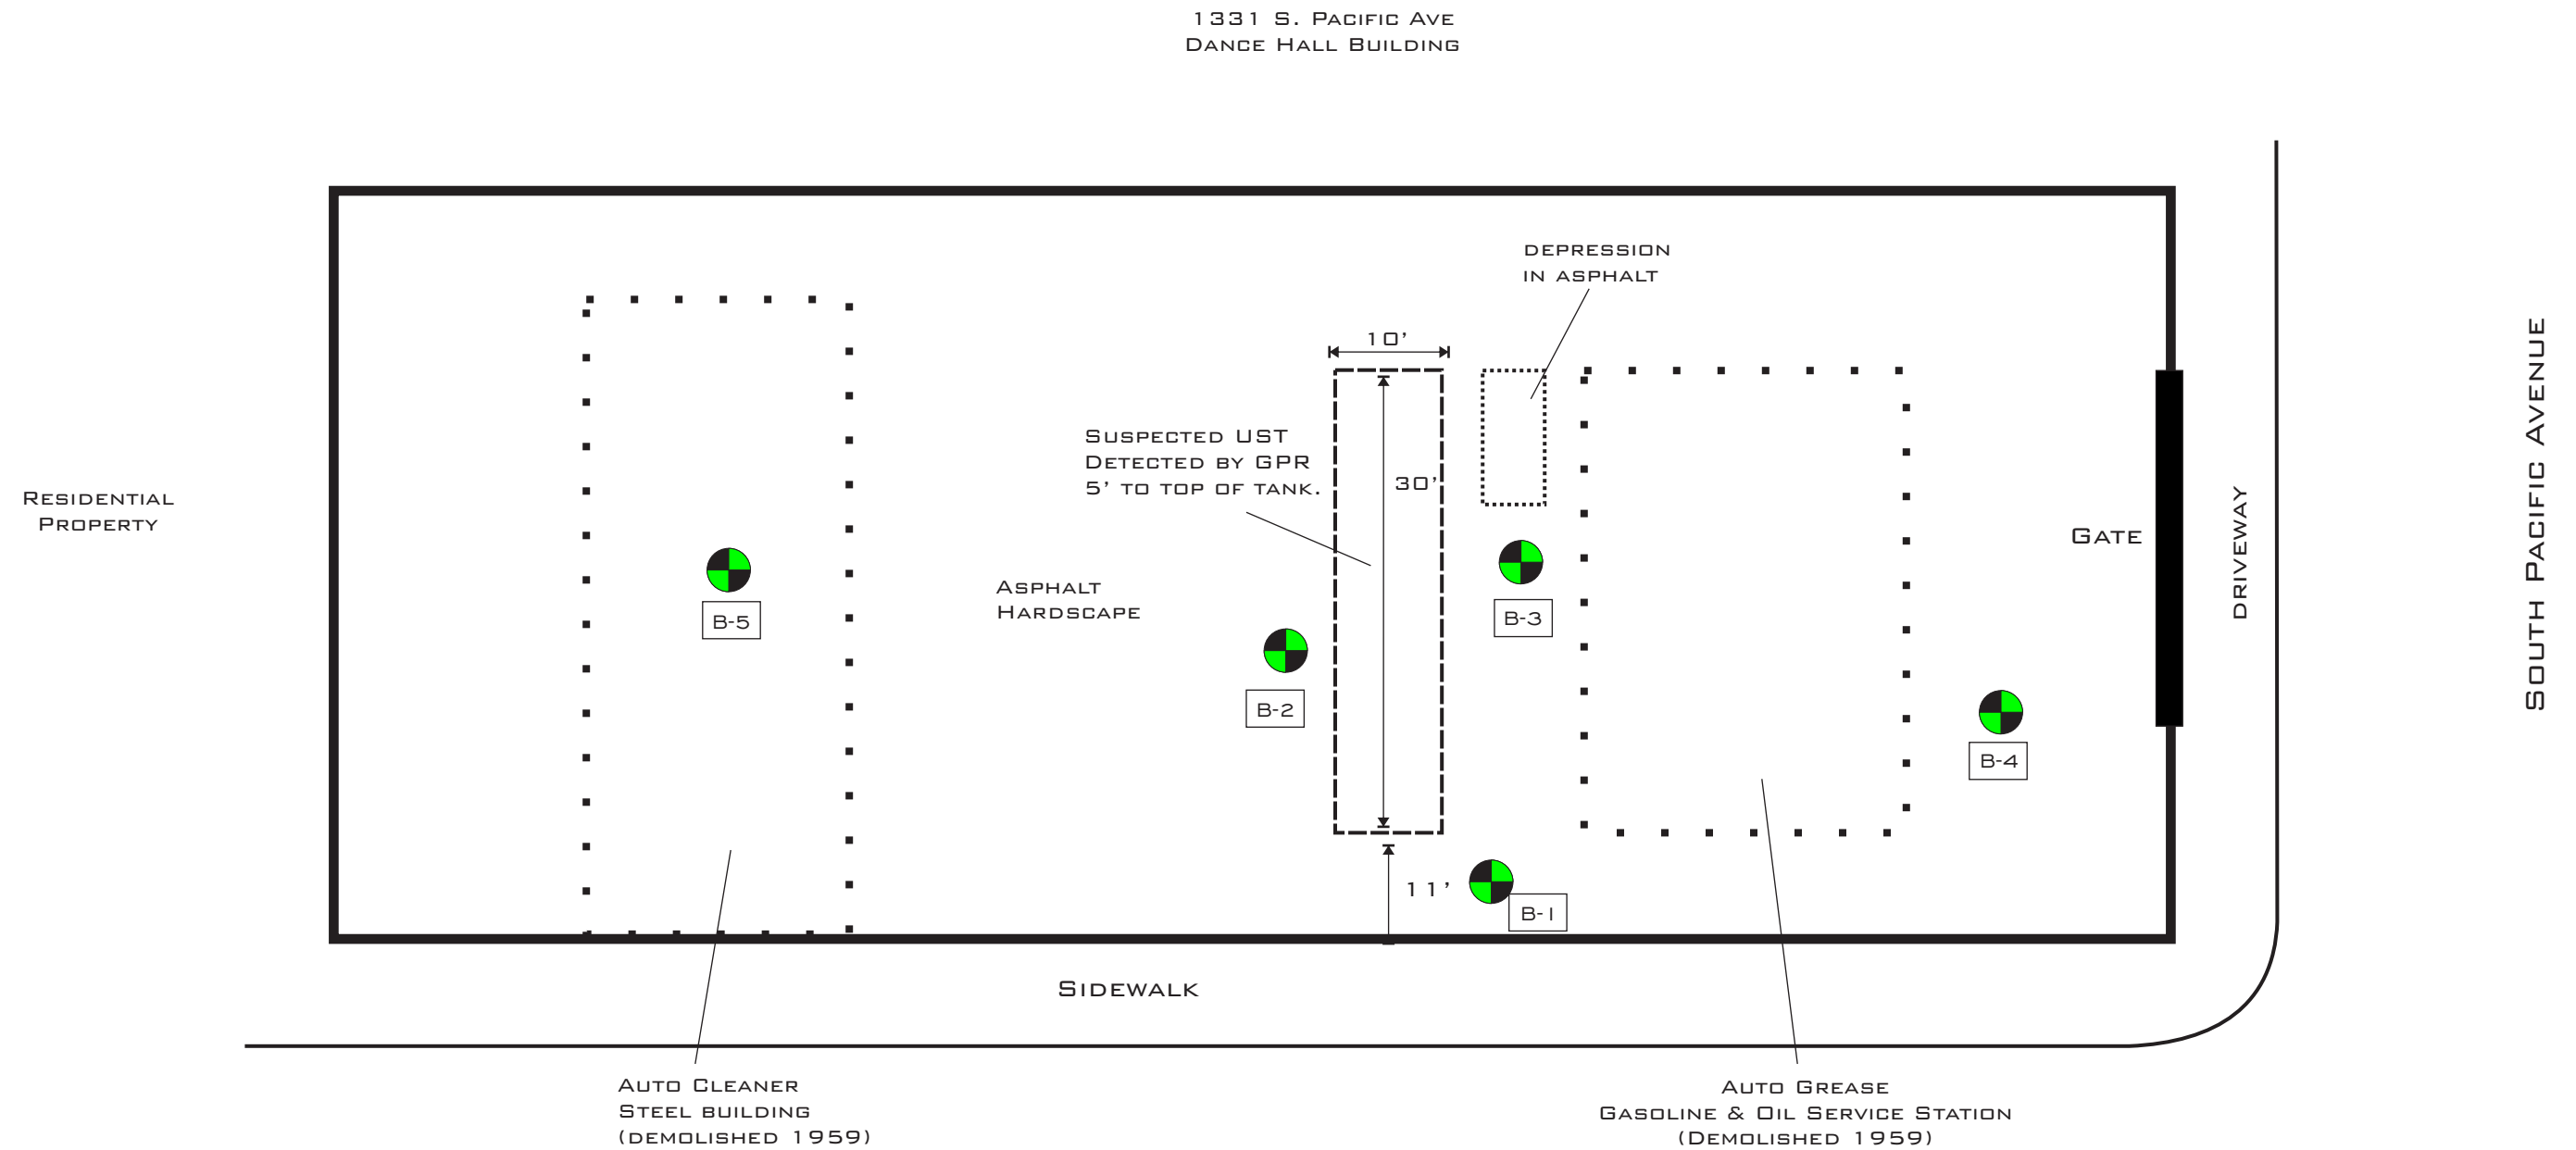 1331 S. Pacific Ave
Dance Hall Building
depression
in asphalt
10'
Suspected UST
Detected by GPR
5' to top of tank.
30'
Residential
Property
Gate
driveway
South Pacific Avenue
Asphalt
Hardscape
B-5
B-3
B-2
B-4
11'
B-1
Sidewalk
Auto Cleaner
Steel building
(demolished 1959)
Auto Grease
Gasoline & Oil Service Station
(Demolished 1959)